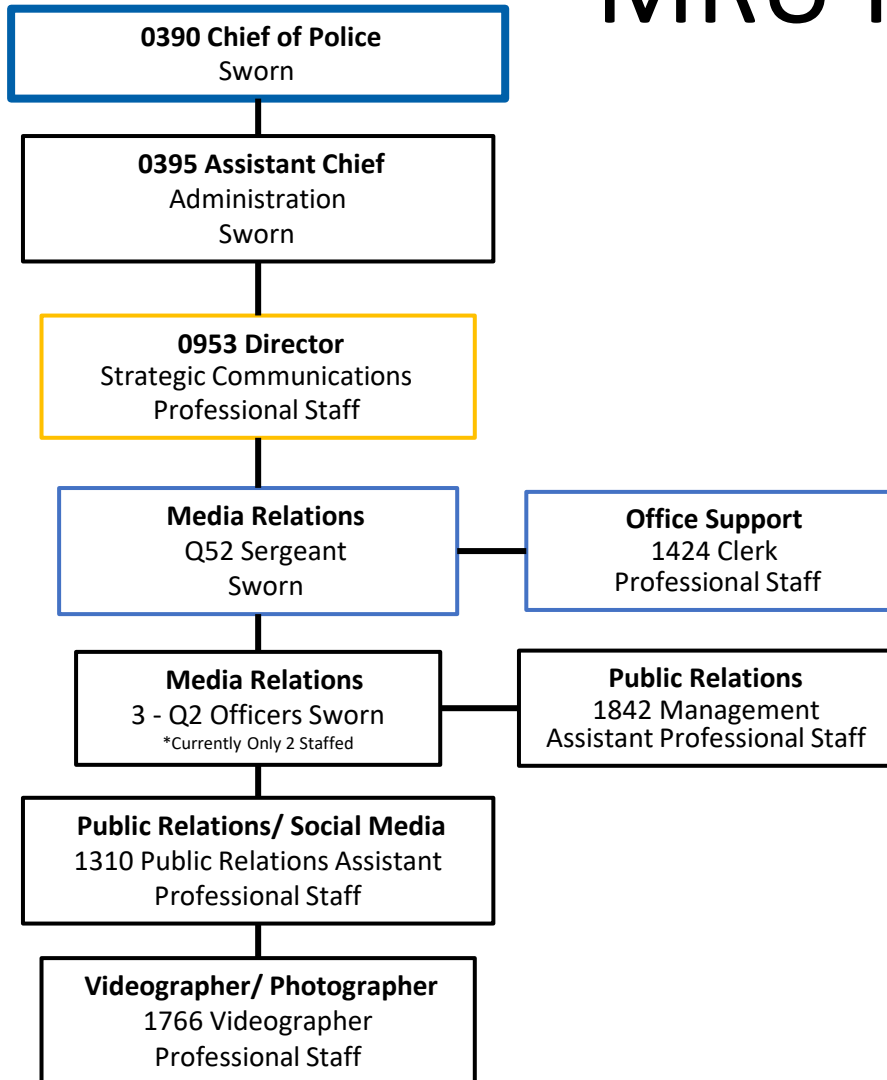 MRU
0390 Chief of Police
Sworn
0395 Assistant Chief
Administration
Sworn
0953 Director
Strategic Communications
Professional Staff
Media Relations
Q52 Sergeant
Sworn
Office Support
1424 Clerk
Professional Staff
Media Relations
3 - Q2 Officers Sworn
*Currently Only 2 Staffed
Public Relations
1842 Management
Assistant Professional Staff
Public Relations/ Social Media
1310 Public Relations Assistant
Professional Staff
Videographer/ Photographer
1766 Videographer
Professional Staff